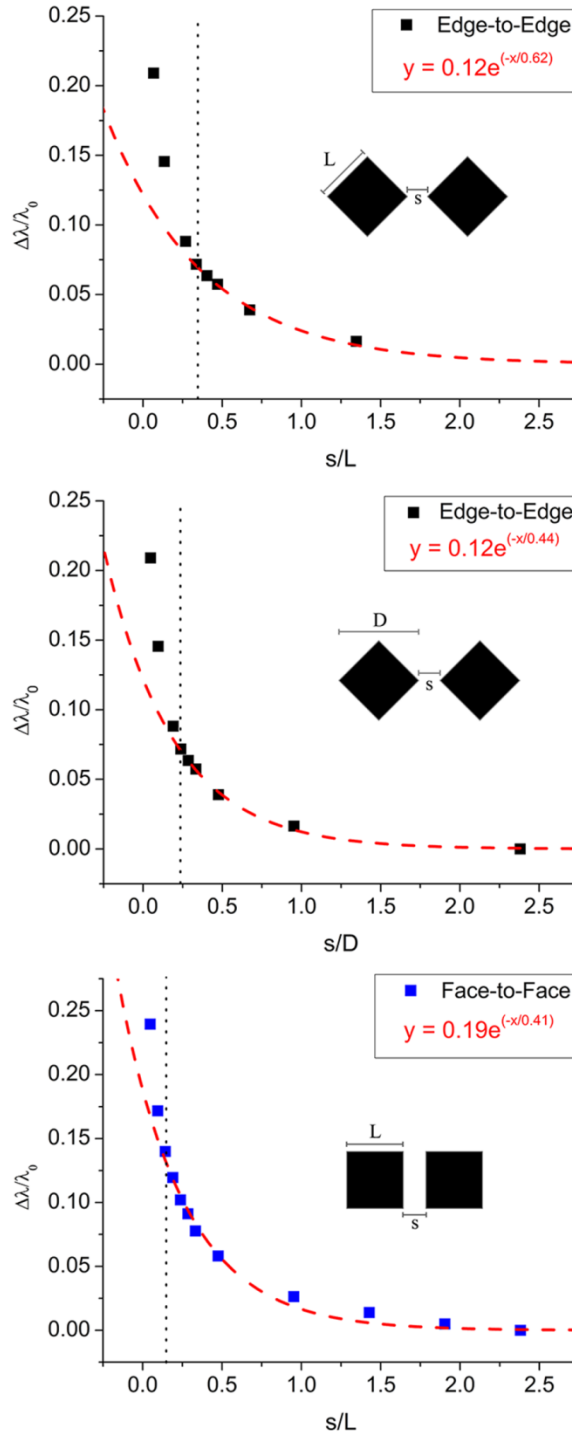 0.25
Edge-to-Edge
y = 0.12e^(-x/0.62)
0.20
0.15
L
s
Δλ/λ₀
0.10
0.05
0.00
0.0 0.5 1.0 1.5 2.0 2.5
s/L
0.25
Edge-to-Edge
y = 0.12e^(-x/0.44)
0.20
0.15
D
s
Δλ/λ₀
0.10
0.05
0.00
0.0 0.5 1.0 1.5 2.0 2.5
s/D
Face-to-Face
0.25
y = 0.19e^(-x/0.41)
0.20
0.15
L
Δλ/λ₀
0.10
s
0.05
0.00
0.0 0.5 1.0 1.5 2.0 2.5
s/L